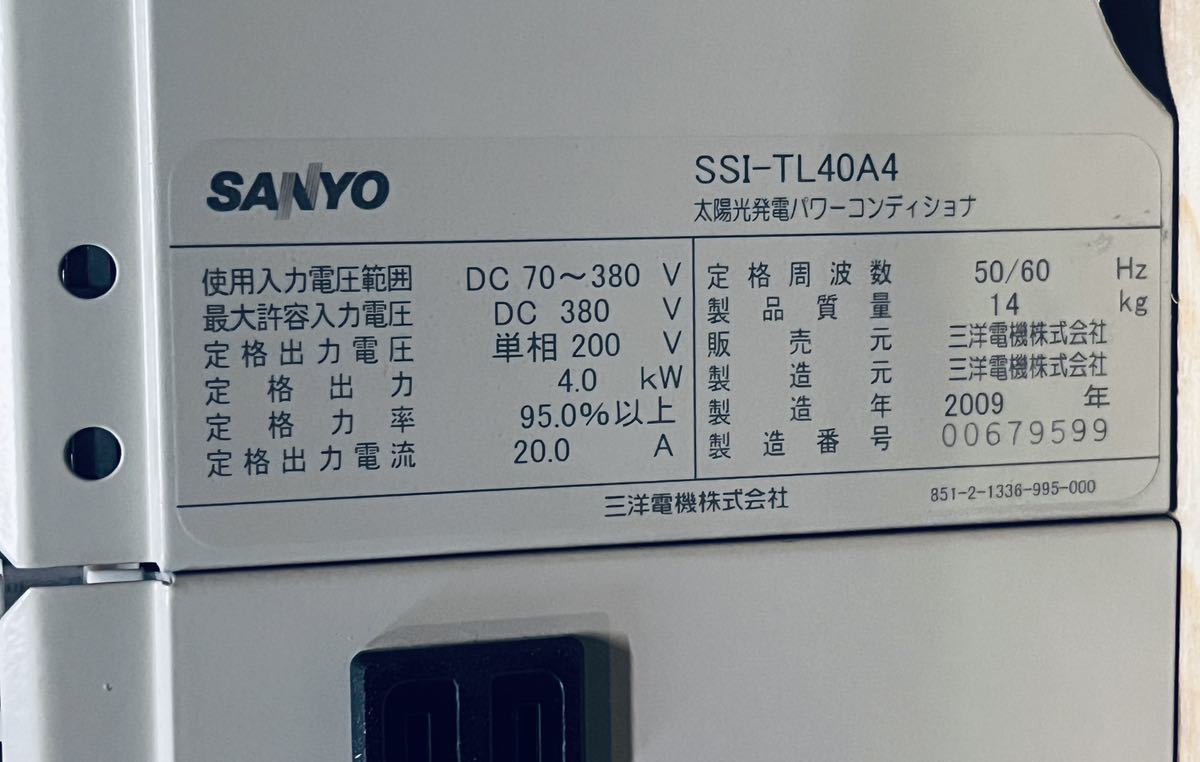 SANYO
SSI-TL40A4
太陽光発電パワーコンディショナ
使用入力電圧範囲 DC 70～380 V
最大許容入力電圧 DC 380 V
定格出力電圧 単相 200 V
定格出力 4.0 kW
定格力率 95.0%以上
定格出力電流 20.0 A
定格周波数 50/60 Hz
製品質量 14 kg
販売元 三洋電機株式会社
製造元 三洋電機株式会社
製造年 2009 年
製造番号 00679599
三洋電機株式会社
851-2-1336-995-000